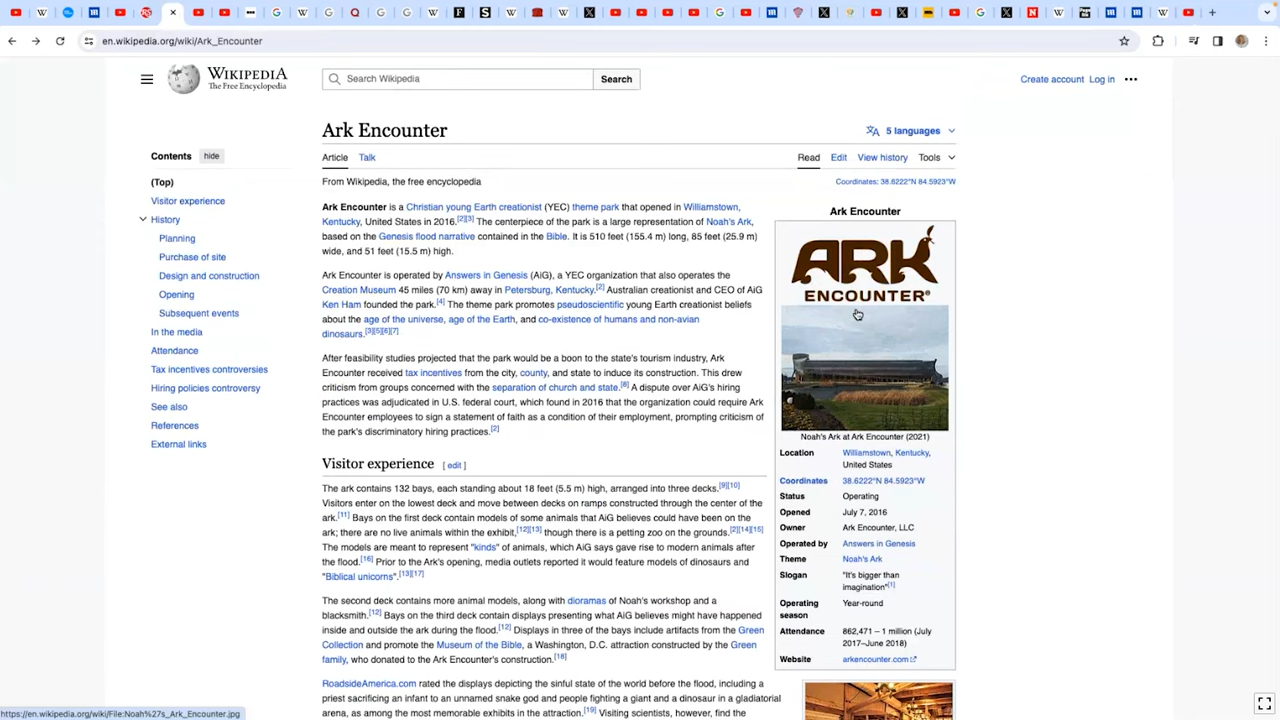 en.wikipedia.org/wiki/Ark_Encounter
WIKIPEDIA
The Free Encyclopedia
Search Wikipedia
Search
Create account Log in
Contents hide
(Top)
Visitor experience
History
Planning
Purchase of site
Design and construction
Opening
Subsequent events
In the media
Attendance
Tax incentives controversies
Hiring policies controversy
See also
References
External links
Ark Encounter
5 languages
Article Talk
Read Edit View history Tools
From Wikipedia, the free encyclopedia
Coordinates: 38.6222°N 84.5923°W
Ark Encounter is a Christian young Earth creationist (YEC) theme park that opened in Williamstown,
Kentucky, United States in 2016.[2][3] The centerpiece of the park is a large representation of Noah's Ark,
based on the Genesis flood narrative contained in the Bible. It is 510 feet (155.4 m) long, 85 feet (25.9 m)
wide, and 51 feet (15.5 m) high.
Ark Encounter is operated by Answers in Genesis (AiG), a YEC organization that also operates the
Creation Museum 45 miles (70 km) away in Petersburg, Kentucky.[2] Australian creationist and CEO of AiG
Ken Ham founded the park.[4] The theme park promotes pseudoscientific young Earth creationist beliefs
about the age of the universe, age of the Earth, and co-existence of humans and non-avian
dinosaurs.[3][5][6][7]
After feasibility studies projected that the park would be a boon to the state's tourism industry, Ark
Encounter received tax incentives from the city, county, and state to induce its construction. This drew
criticism from groups concerned with the separation of church and state.[8] A dispute over AiG's hiring
practices was adjudicated in U.S. federal court, which found in 2016 that the organization could require Ark
Encounter employees to sign a statement of faith as a condition of their employment, prompting criticism of
the park's discriminatory hiring practices.[2]
Visitor experience [ edit ]
The ark contains 132 bays, each standing about 18 feet (5.5 m) high, arranged into three decks.[9][10]
Visitors enter on the lowest deck and move between decks on ramps constructed through the center of the
ark.[11] Bays on the first deck contain models of some animals that AiG believes could have been on the
ark; there are no live animals within the exhibit,[12][13] though there is a petting zoo on the grounds.[2][14][15]
The models are meant to represent "kinds" of animals, which AiG says gave rise to modern animals after
the flood.[16] Prior to the Ark's opening, media outlets reported it would feature models of dinosaurs and
"Biblical unicorns".[13][17]
The second deck contains more animal models, along with dioramas of Noah's workshop and a
blacksmith.[12] Bays on the third deck contain displays presenting what AiG believes might have happened
inside and outside the ark during the flood.[12] Displays in three of the bays include artifacts from the Green
Collection and promote the Museum of the Bible, a Washington, D.C. attraction constructed by the Green
family, who donated to the Ark Encounter's construction.[18]
RoadsideAmerica.com rated the displays depicting the sinful state of the world before the flood, including a
priest sacrificing an infant to an unnamed snake god and people fighting a giant and a dinosaur in a gladiatorial
arena, as among the most memorable exhibits in the attraction.[19] Visiting scientists, however, find the
Ark Encounter
ARK
ENCOUNTER®
Noah's Ark at Ark Encounter (2021)
Location Williamstown, Kentucky,
United States
Coordinates 38.6222°N 84.5923°W
Status Operating
Opened July 7, 2016
Owner Ark Encounter, LLC
Operated by Answers in Genesis
Theme Noah's Ark
Slogan "It's bigger than
imagination"[1]
Operating Year-round
season
Attendance 862,471 – 1 million (July
2017–June 2018)
Website arkencounter.com
https://en.wikipedia.org/wiki/File:Noah%27s_Ark_Encounter.jpg